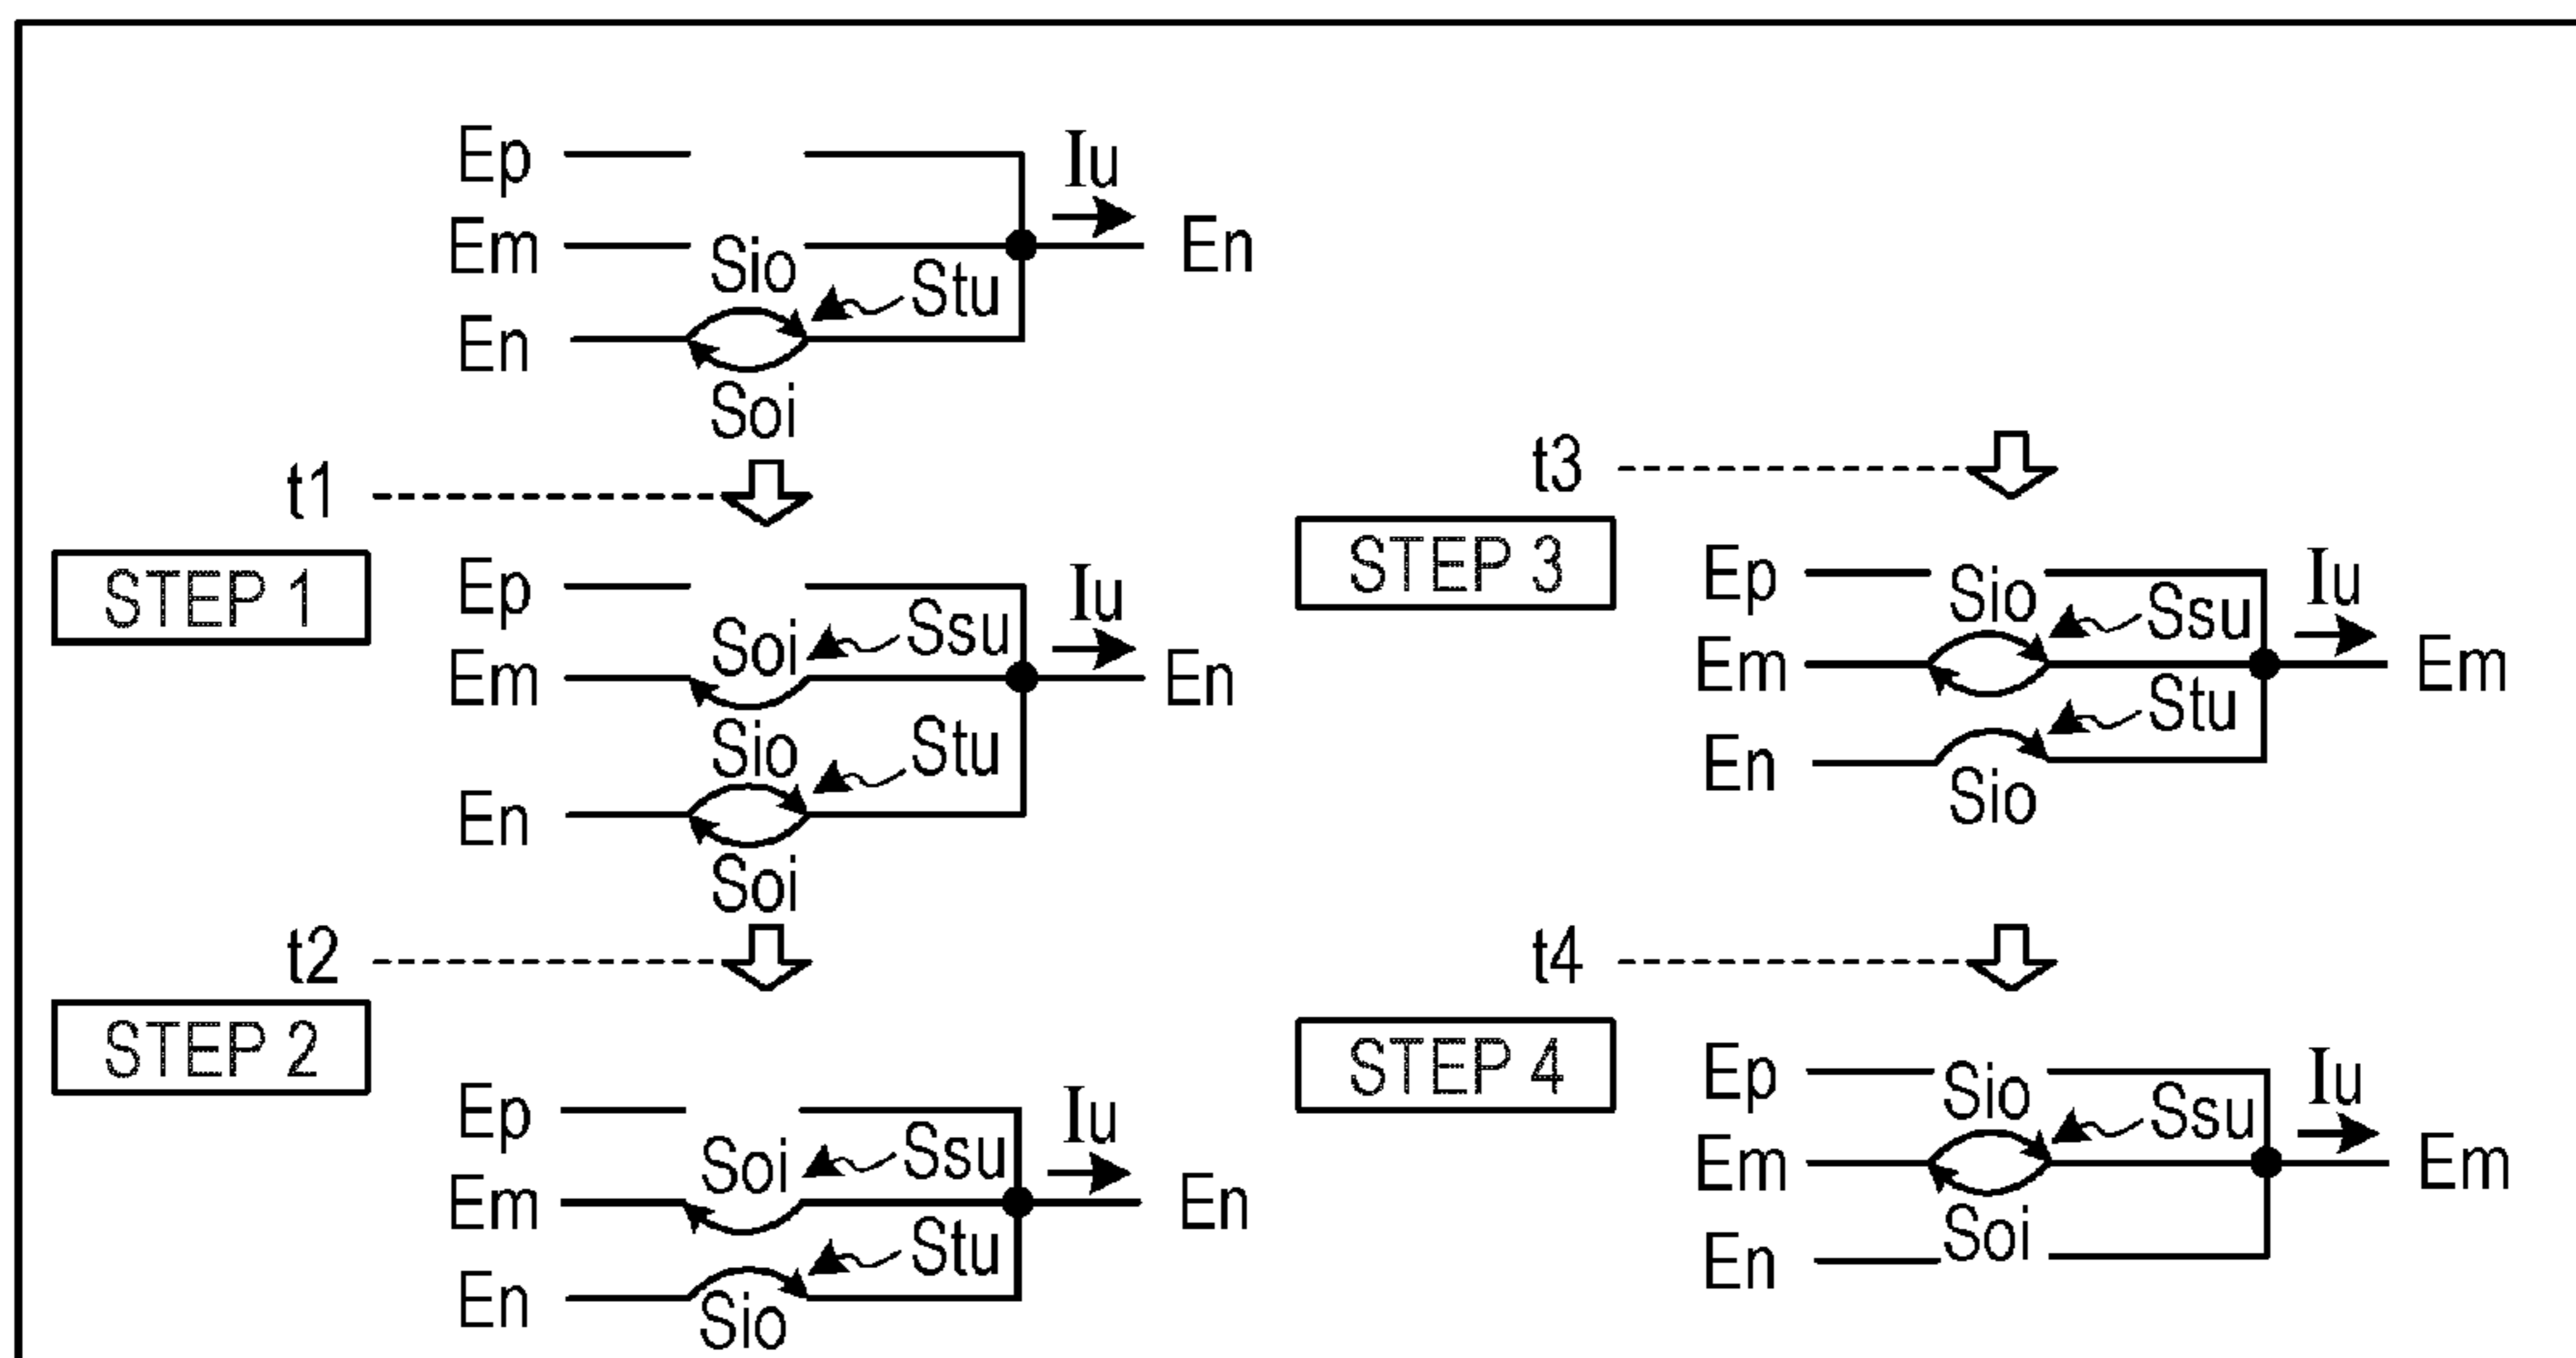 Ep
Iu
Em
Sio
En
Stu
En
Soi
t1
STEP 1
Ep
Iu
Soi
Ssu
Em
En
Sio
Stu
En
Soi
t2
STEP 2
Ep
Iu
Soi
Ssu
Em
En
Stu
En
Sio
t3
STEP 3
Ep
Sio
Iu
Ssu
Em
Em
Stu
En
Sio
t4
STEP 4
Ep
Sio
Iu
Ssu
Em
Em
Soi
En